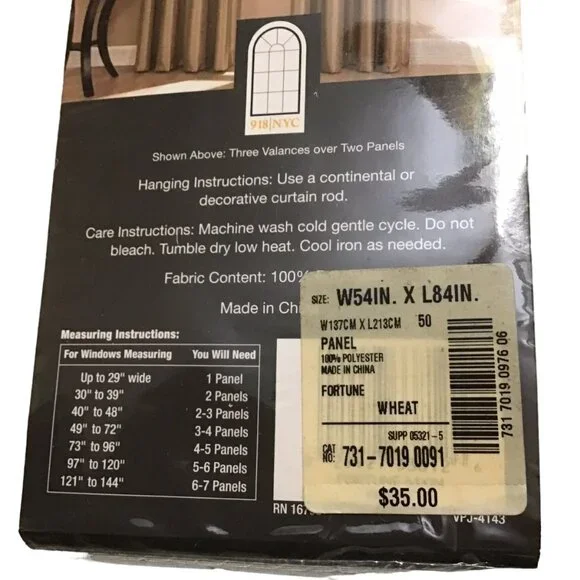 918|NYC
Shown Above: Three Valances over Two Panels
Hanging Instructions: Use a continental or
decorative curtain rod.
Care Instructions: Machine wash cold gentle cycle. Do not
bleach. Tumble dry low heat. Cool iron as needed.
Fabric Content: 100%
Made in
Measuring Instructions:
For Windows Measuring You Will Need
Up to 29" wide 1 Panel
30" to 39" 2 Panels
40" to 48" 2-3 Panels
49" to 72" 3-4 Panels
73" to 96" 4-5 Panels
97" to 120" 5-6 Panels
121" to 144" 6-7 Panels
SIZE: W54IN. X L84IN.
W137CM X L213CM 50
PANEL
100% POLYESTER
MADE IN CHINA
FORTUNE
WHEAT
SUPP 05321-5
CAT NO: 731-7019 0091
$35.00
731 7019 0976 06
RN
VPJ-4143